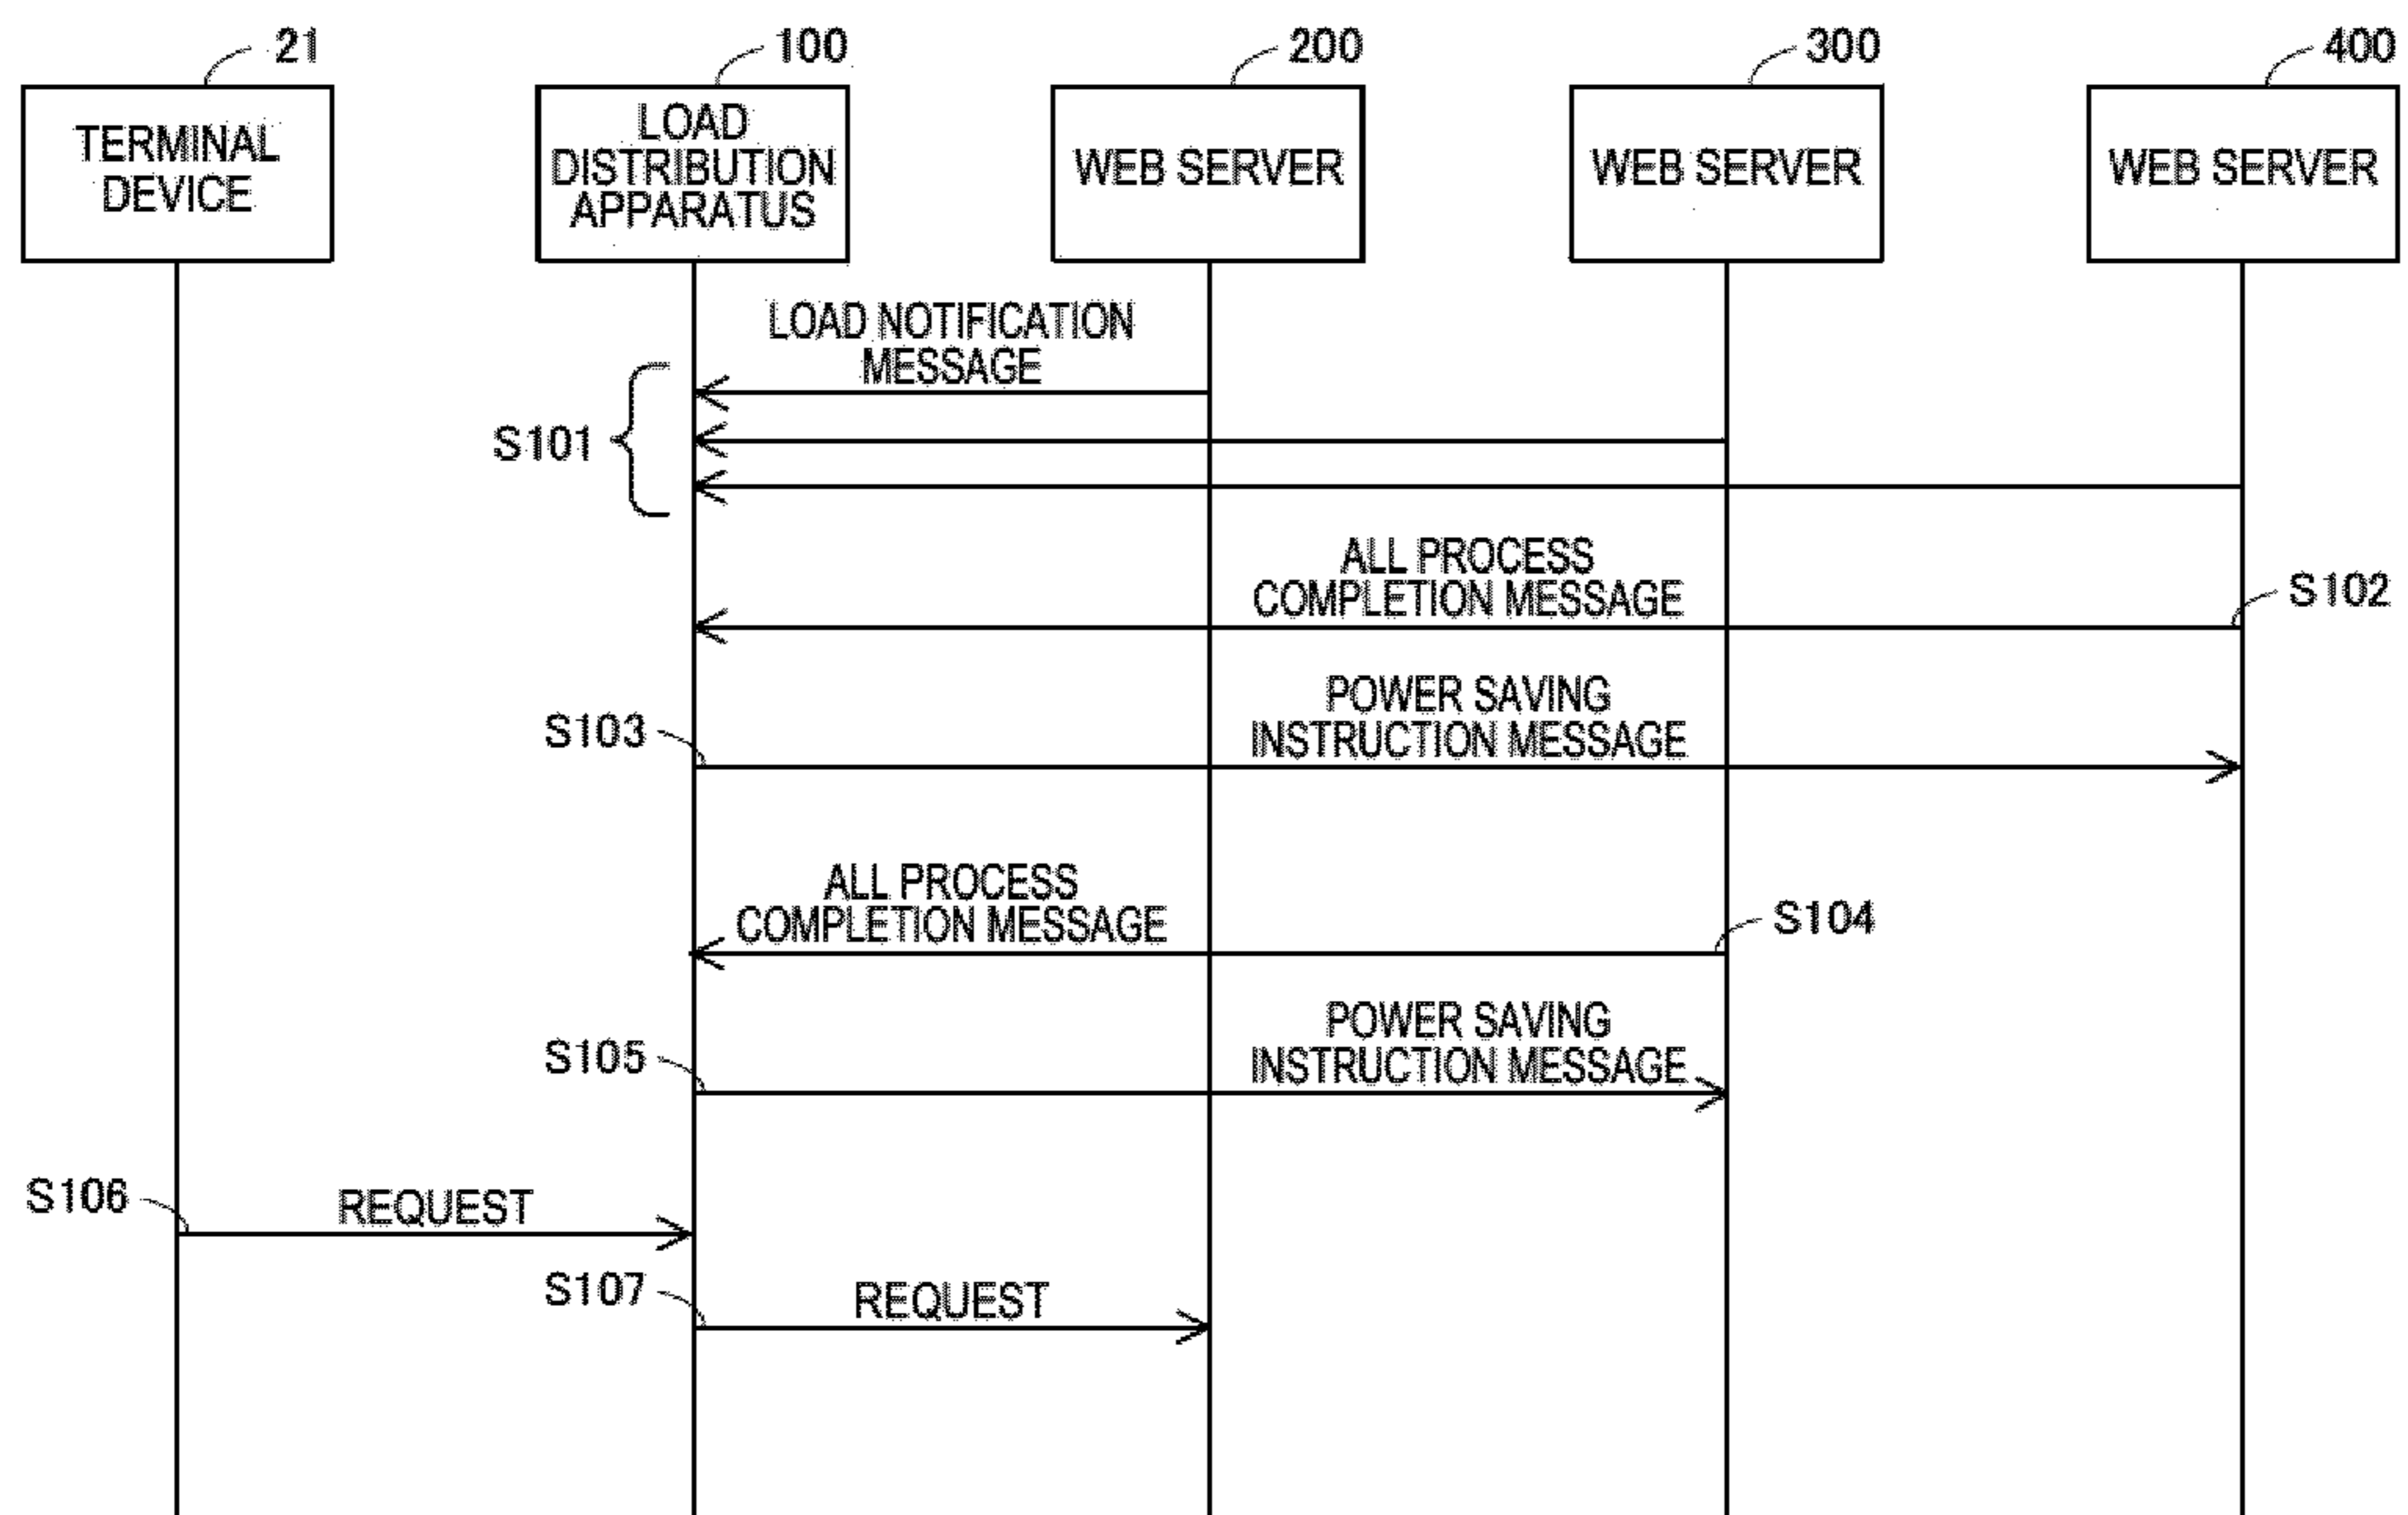 21
100
200
300
400
TERMINAL
DEVICE
LOAD
DISTRIBUTION
APPARATUS
WEB SERVER
WEB SERVER
WEB SERVER
LOAD NOTIFICATION
MESSAGE
S101
ALL PROCESS
COMPLETION MESSAGE
S102
POWER SAVING
INSTRUCTION MESSAGE
S103
ALL PROCESS
COMPLETION MESSAGE
S104
POWER SAVING
INSTRUCTION MESSAGE
S105
S106
REQUEST
S107
REQUEST